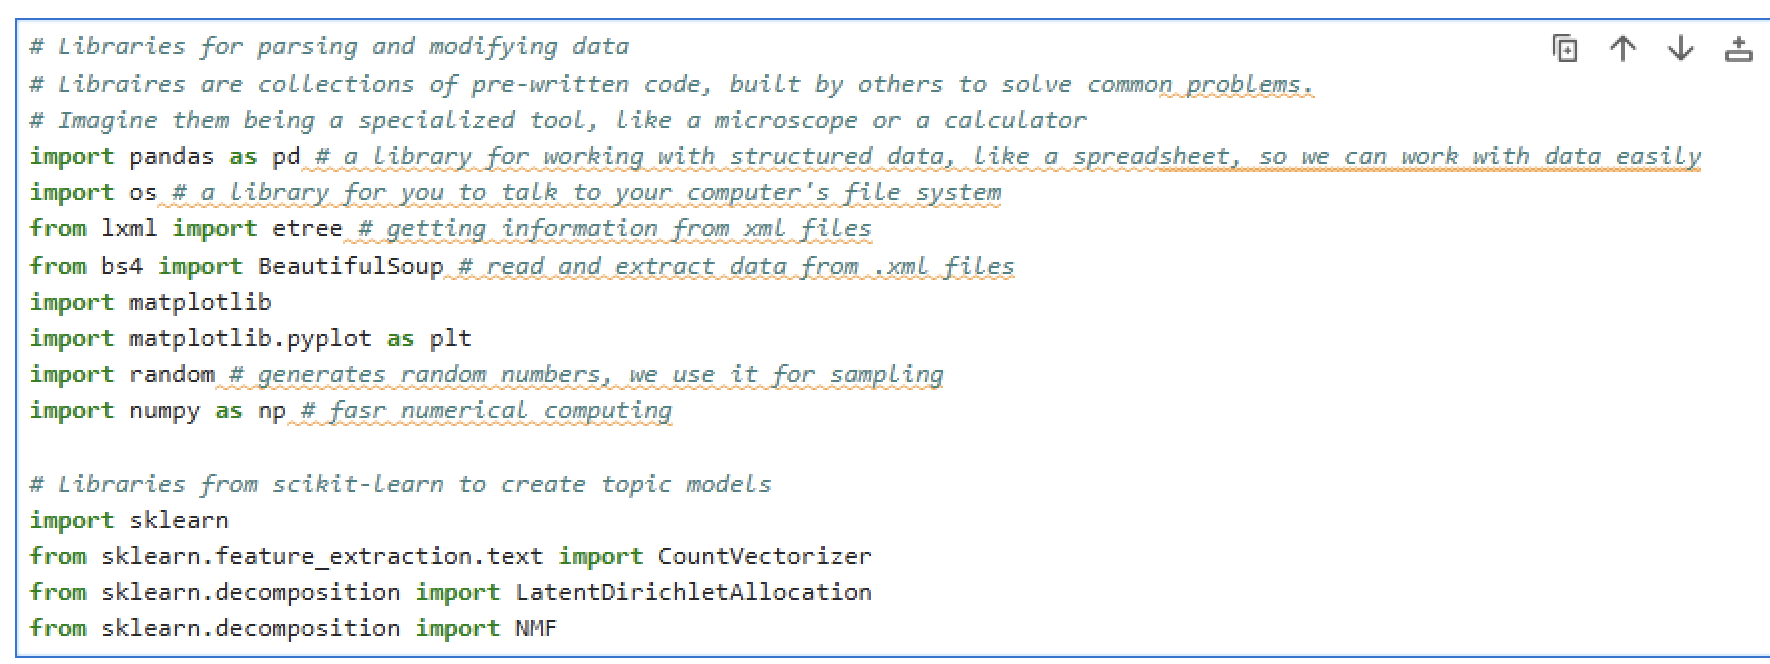 # Libraries for parsing and modifying data
# Libraires are collections of pre-written code, built by others to solve common problems.
# Imagine them being a specialized tool, like a microscope or a calculator
import pandas as pd # a library for working with structured data, like a spreadsheet, so we can work with data easily
import os # a library for you to talk to your computer's file system
from lxml import etree # getting information from xml files
from bs4 import BeautifulSoup # read and extract data from .xml files
import matplotlib
import matplotlib.pyplot as plt
import random # generates random numbers, we use it for sampling
import numpy as np # fasr numerical computing
# Libraries from scikit-learn to create topic models
import sklearn
from sklearn.feature_extraction.text import CountVectorizer
from sklearn.decomposition import LatentDirichletAllocation
from sklearn.decomposition import NMF